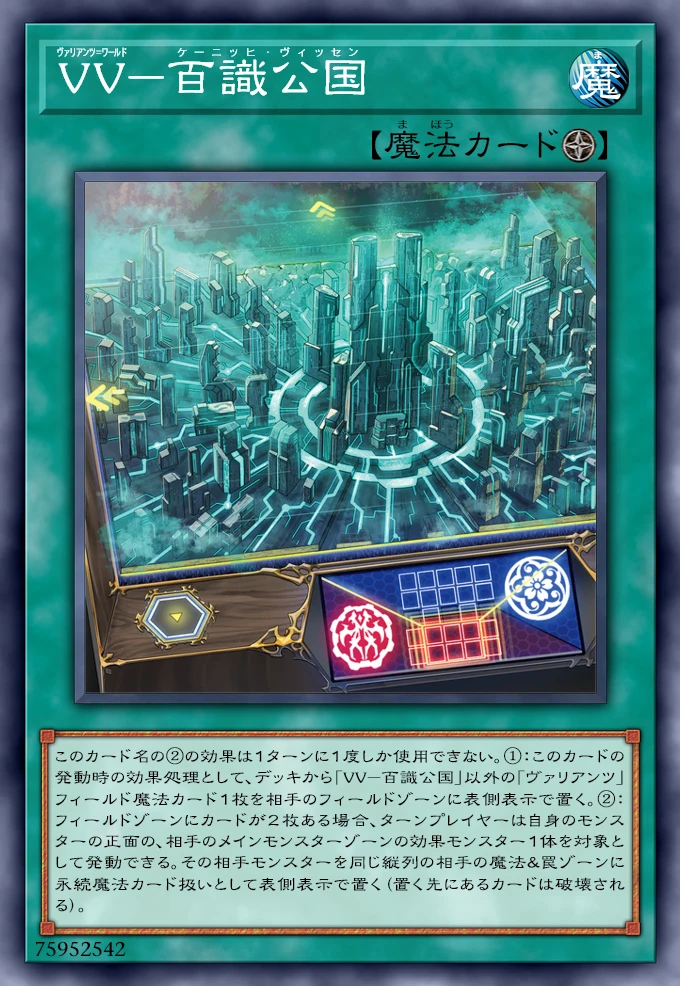 ヴァリアンツ=ワールド ケーニッヒ・ヴィッセン
VV－百識公国
ま
魔
ま ほう
【魔法カード】
このカード名の②の効果は1ターンに1度しか使用できない。①：このカードの
発動時の効果処理として、デッキから「VV－百識公国」以外の「ヴァリアンツ」
フィールド魔法カード1枚を相手のフィールドゾーンに表側表示で置く。②：
フィールドゾーンにカードが2枚ある場合、ターンプレイヤーは自身のモンス
ターの正面の、相手のメインモンスターゾーンの効果モンスター1体を対象と
して発動できる。その相手モンスターを同じ縦列の相手の魔法&罠ゾーンに
永続魔法カード扱いとして表側表示で置く（置く先にあるカードは破壊され
る）。
75952542